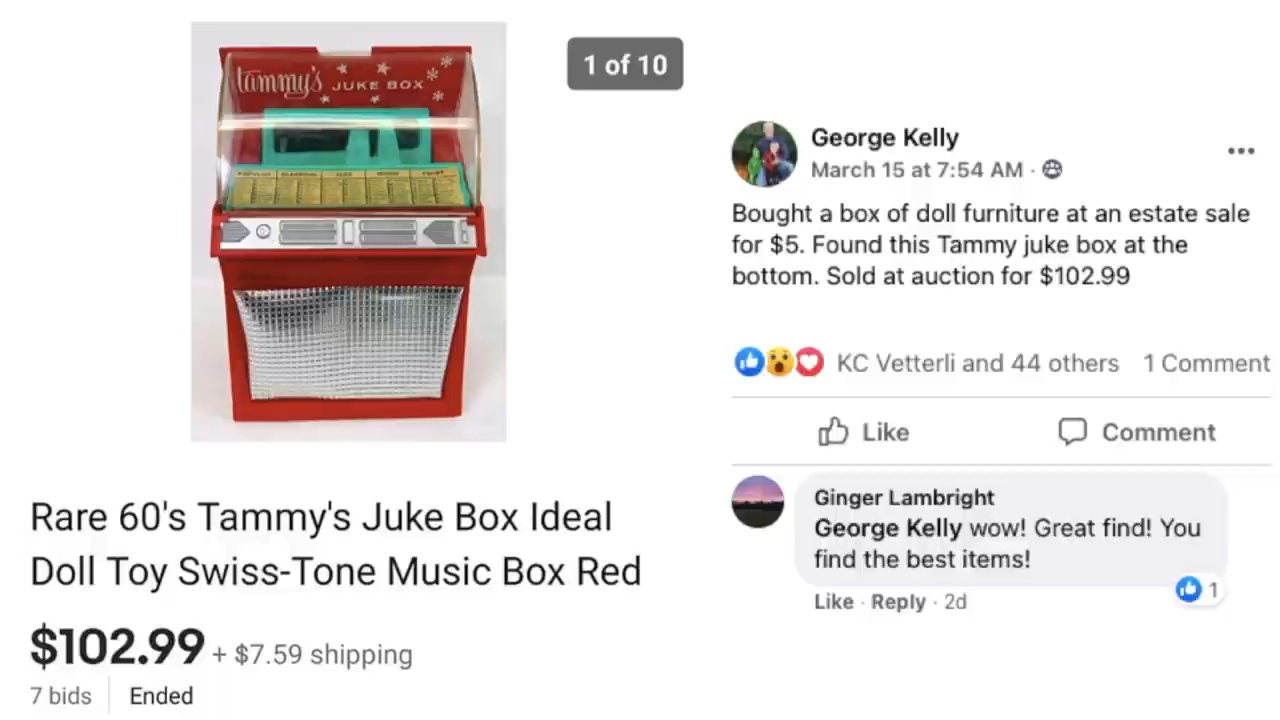 tammy's JUKE BOX
1 of 10
Rare 60's Tammy's Juke Box Ideal
Doll Toy Swiss-Tone Music Box Red
$102.99 + $7.59 shipping
7 bids Ended
George Kelly
March 15 at 7:54 AM ·
Bought a box of doll furniture at an estate sale
for $5. Found this Tammy juke box at the
bottom. Sold at auction for $102.99
KC Vetterli and 44 others 1 Comment
Like Comment
Ginger Lambright
George Kelly wow! Great find! You
find the best items!
Like · Reply · 2d 1